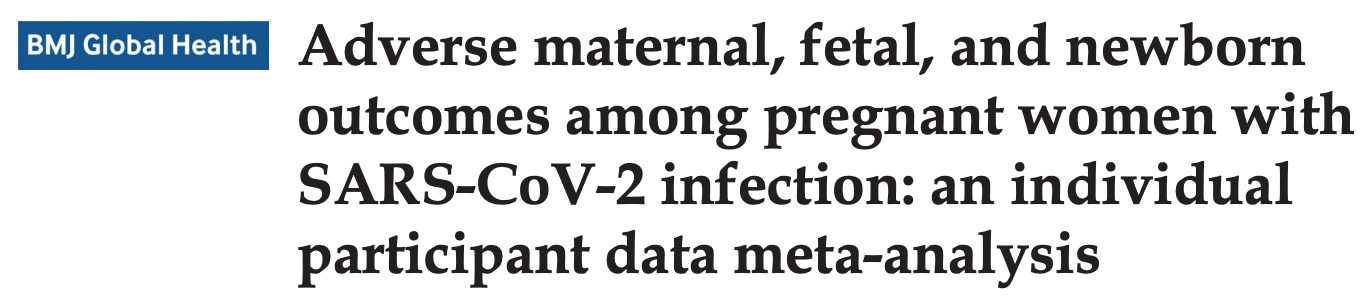 BMJ Global Health
Adverse maternal, fetal, and newborn
outcomes among pregnant women with
SARS-CoV-2 infection: an individual
participant data meta-analysis